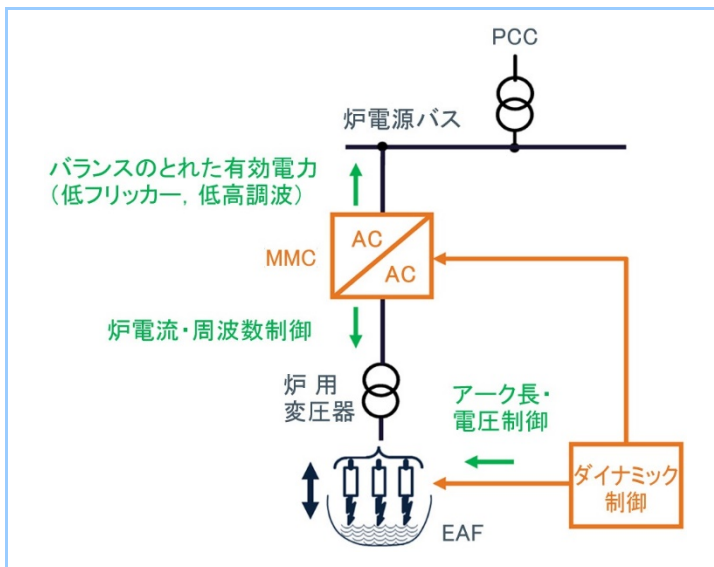 PCC
炉電源バス
バランスのとれた有効電力
（低フリッカー, 低高調波）
AC
MMC
AC
炉電流・周波数制御
炉 用
変圧器
アーク長・
電圧制御
ダイナミック
制御
EAF